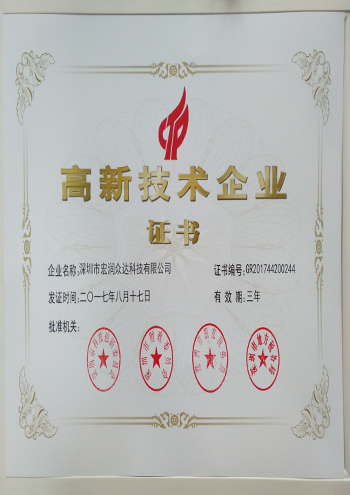 高新技术企业
证书
企业名称:深圳市宏润众达科技有限公司 证书编号:GR201744200244
发证时间:二〇一七年八月十七日 有效期:三年
批准机关: